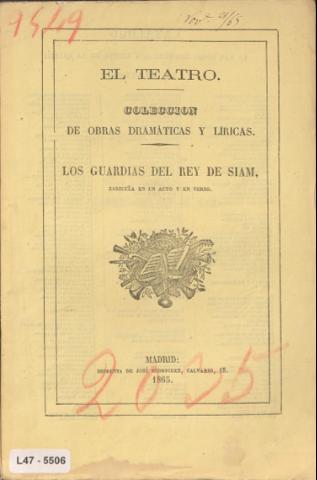 1549
EL TEATRO.
COLECCION
DE OBRAS DRAMÁTICAS Y LÍRICAS.
LOS GUARDIAS DEL REY DE SIAM,
ZARZUELA EN UN ACTO Y EN VERSO.
MADRID:
IMPRENTA DE JOSÉ RODRIGUEZ, CALVARIO, 18.
1865.
2035
L47 - 5506